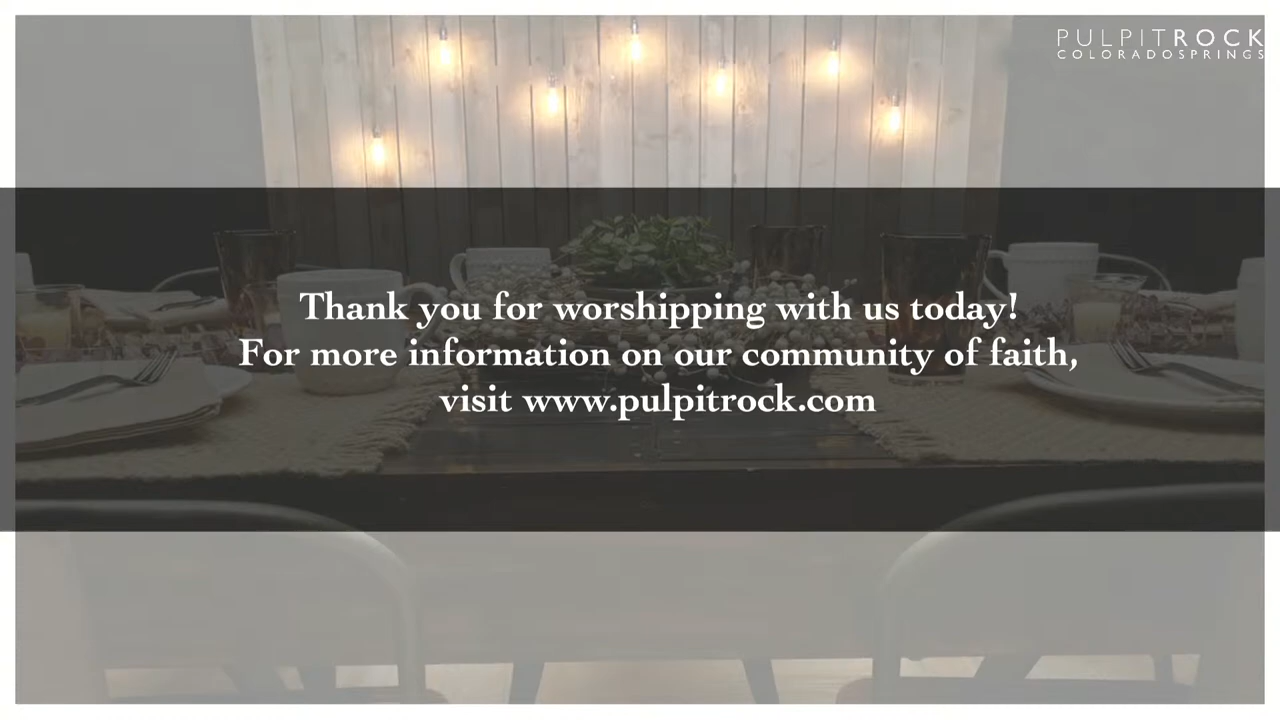 PULPITROCK
COLORADOSPRINGS
Thank you for worshipping with us today!
For more information on our community of faith,
visit www.pulpitrock.com